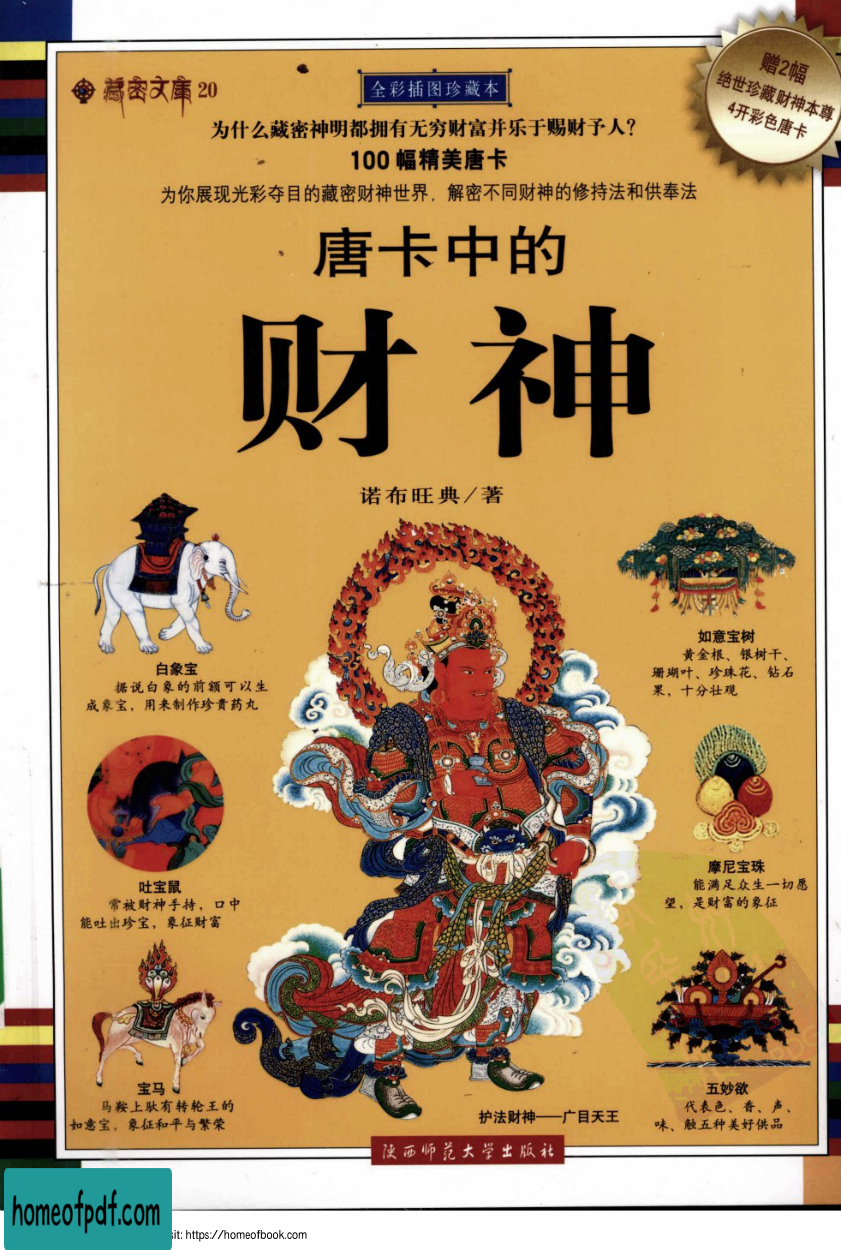 藏密文库 20
全彩插图珍藏本
赠2幅
绝世珍藏财神本尊
4开彩色唐卡
为什么藏密神明都拥有无穷财富并乐于赐财予人?
100 幅精美唐卡
为你展现光彩夺目的藏密财神世界，解密不同财神的修持法和供奉法
唐卡中的
财神
诺布旺典/著
白象宝
据说白象的前额可以生
成象宝，用来制作珍贵药丸
如意宝树
黄金根、银树干、
珊瑚叶、珍珠花、钻石
果，十分壮观
吐宝鼠
常被财神手持，口中
能吐出珍宝，象征财富
摩尼宝珠
能满足众生一切愿
望，是财富的象征
宝马
马鞍上驮有转轮王的
如意宝，象征和平与繁荣
五妙欲
代表色、香、声、
味、触五种美好供品
护法财神——广目天王
陕西师范大学出版社
homeofpdf.com
sit: https://homeofbook.com